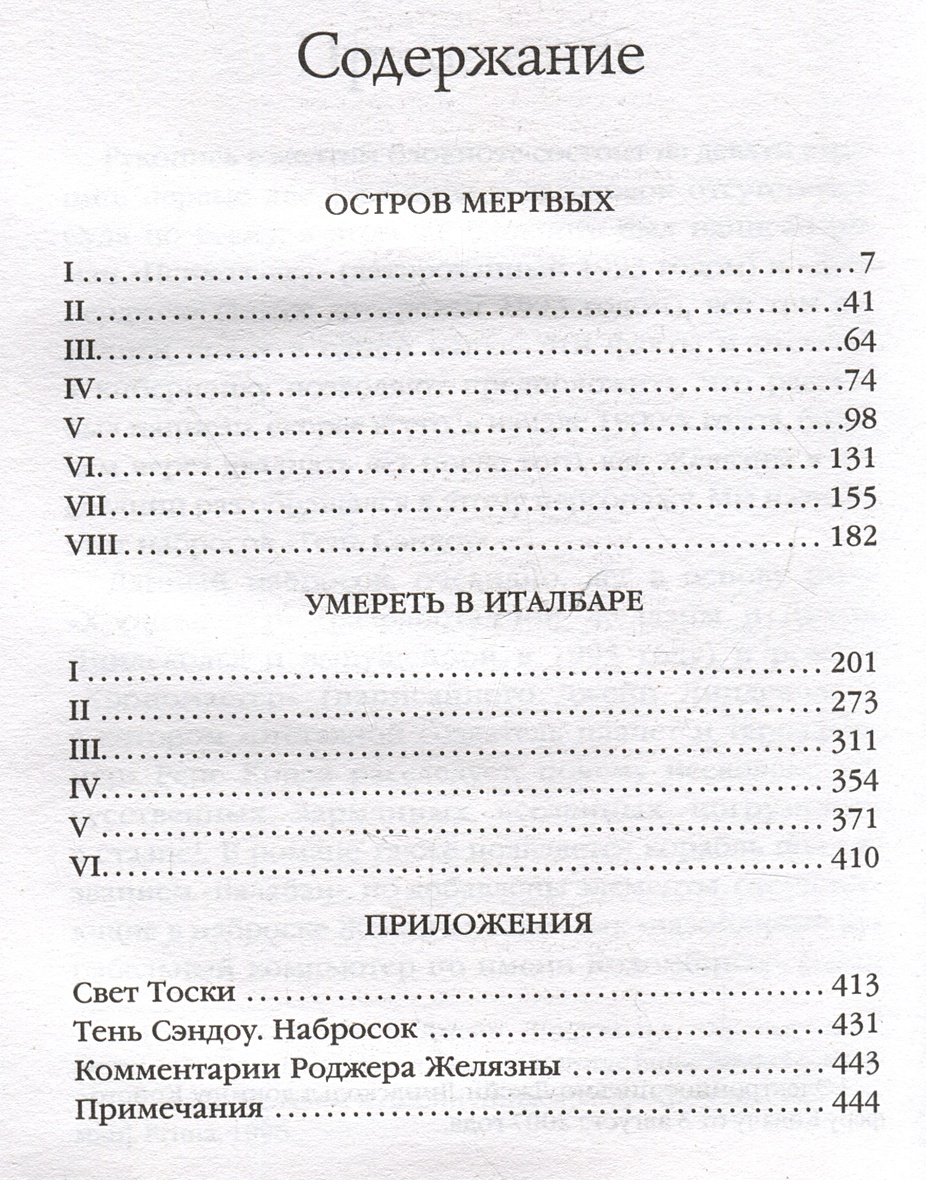 Содержание
ОСТРОВ МЕРТВЫХ
I ........................................................ 7
II ....................................................... 41
III....................................................... 64
IV....................................................... 74
V ....................................................... 98
VI...................................................... 131
VII..................................................... 155
VIII .................................................... 182
УМЕРЕТЬ В ИТАЛБАРЕ
I ....................................................... 201
II ...................................................... 273
III...................................................... 311
IV...................................................... 354
V ...................................................... 371
VI...................................................... 410
ПРИЛОЖЕНИЯ
Свет Тоски ........................................... 413
Тень Сэндоу. Набросок .............................. 431
Комментарии Роджера Желязны .................... 443
Примечания ......................................... 444